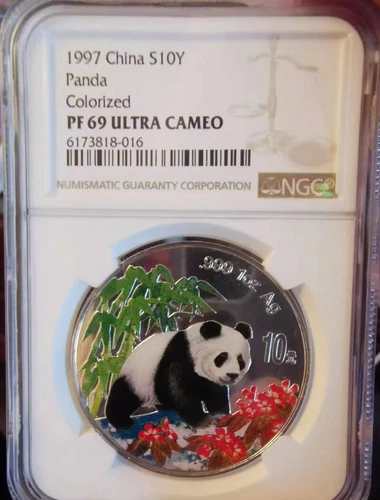 1997 China S10Y
Panda
Colorized
PF 69 ULTRA CAMEO
6173818-016
NUMISMATIC GUARANTY CORPORATION
NGC
.999 1oz. Ag
10元